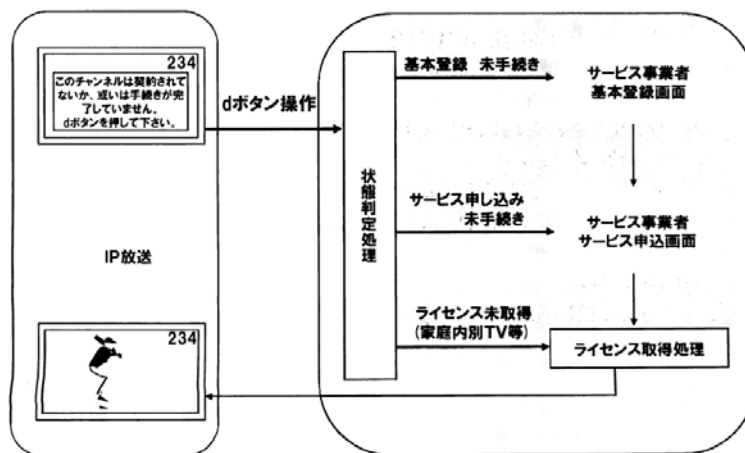 234
このチャンネルは契約されて
ないか、或いは手続きが完
了していません。
dボタンを押して下さい。
dボタン操作
IP放送
234
状態判定処理
基本登録 未手続き
サービス事業者
基本登録画面
サービス申し込み
未手続き
サービス事業者
サービス申込画面
ライセンス未取得
(家庭内別TV等)
ライセンス取得処理